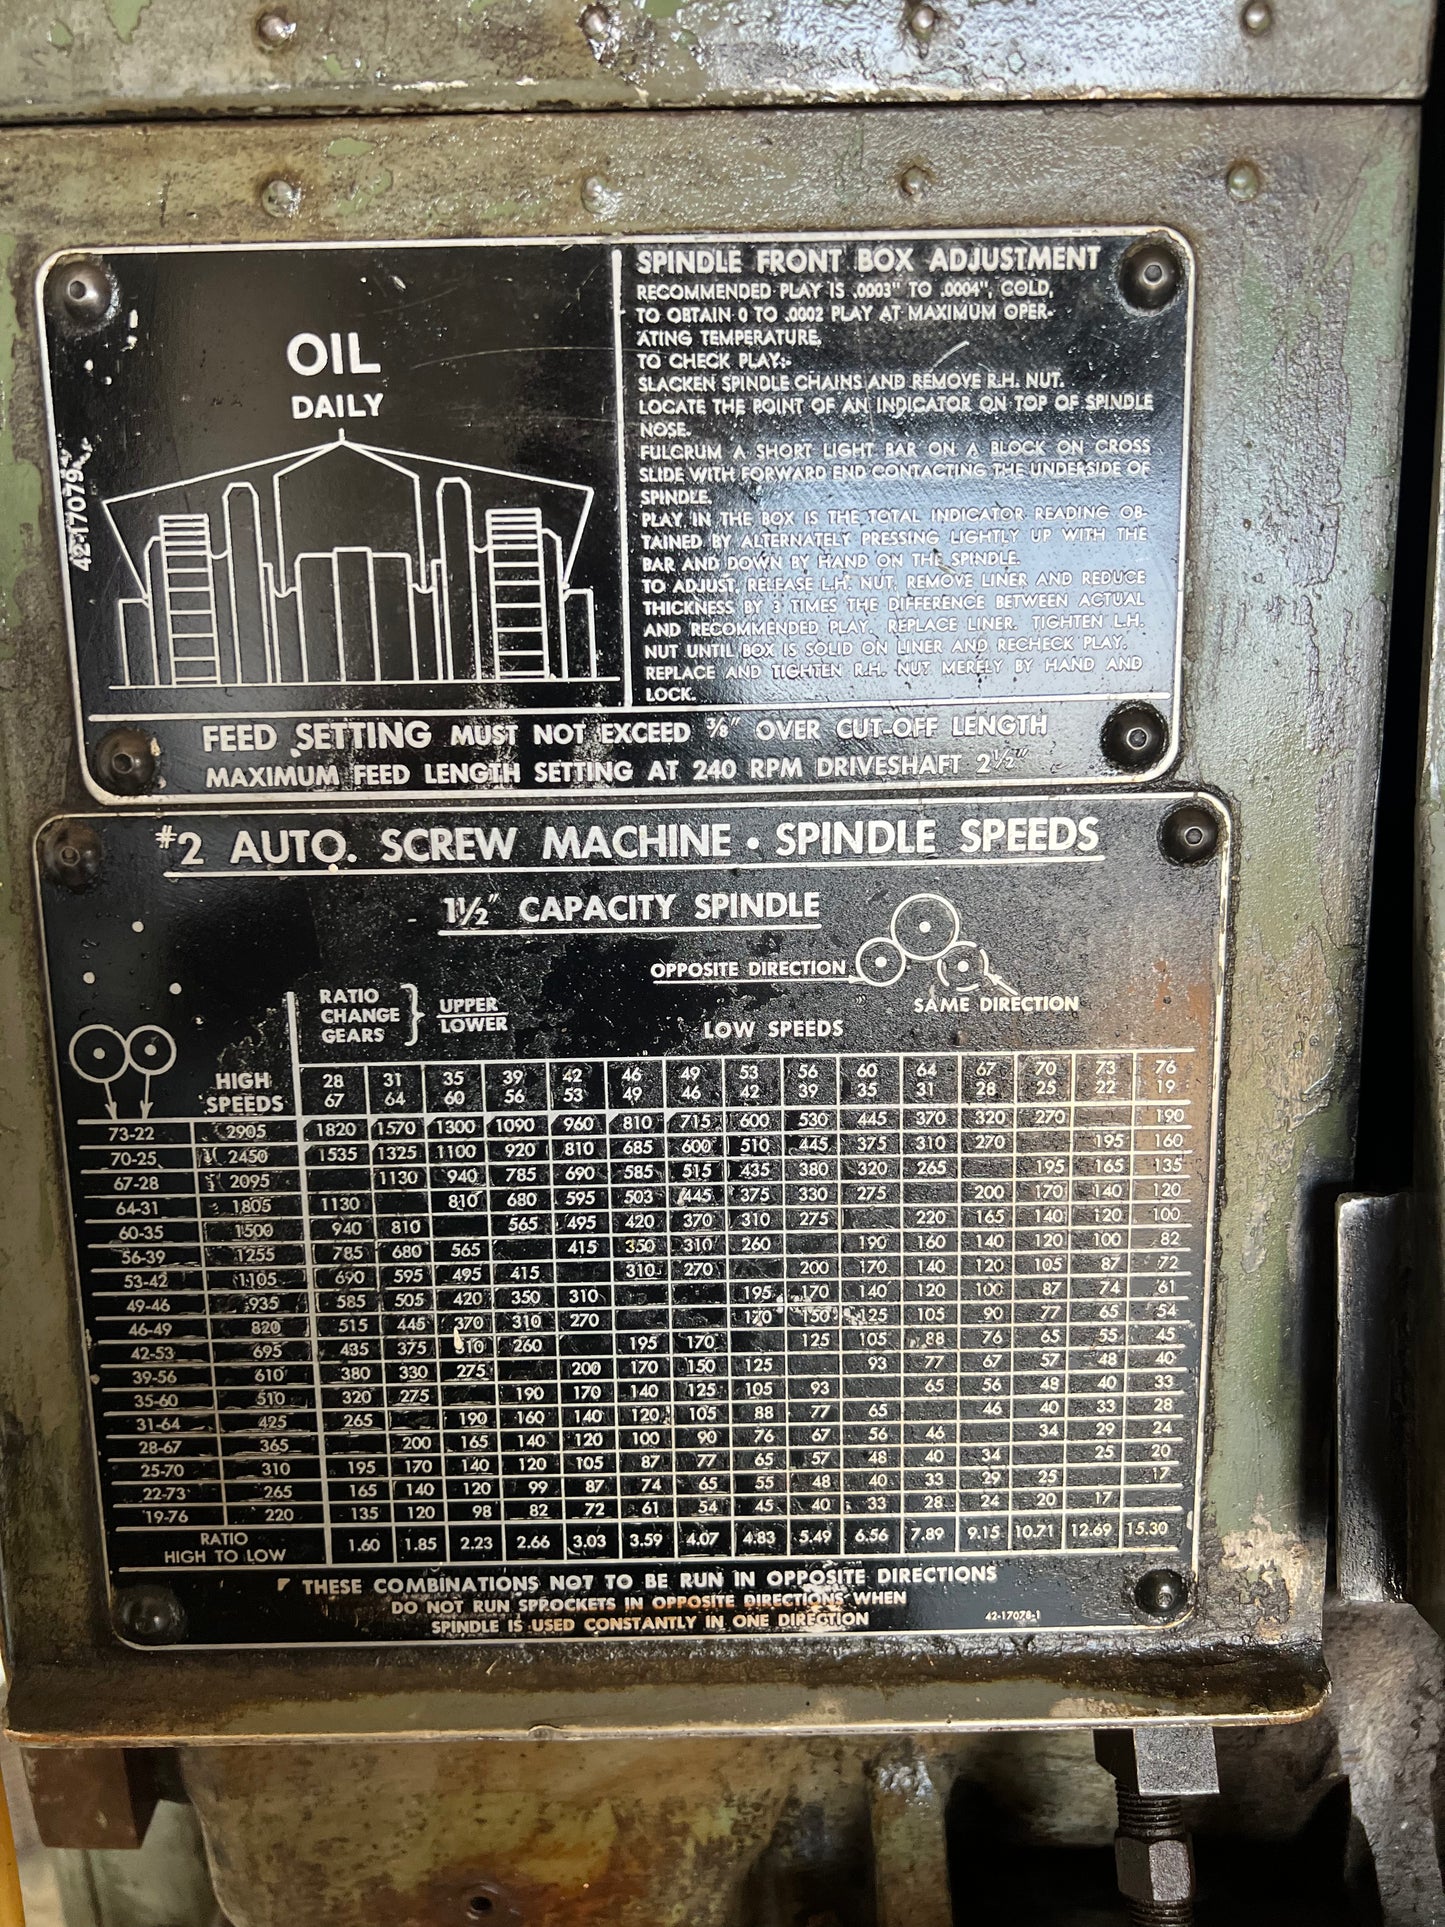 OIL
DAILY
42-17079
SPINDLE FRONT BOX ADJUSTMENT
RECOMMENDED PLAY IS .0003" TO .0004", COLD,
TO OBTAIN 0 TO .0002 PLAY AT MAXIMUM OPER-
ATING TEMPERATURE.
TO CHECK PLAY:-
SLACKEN SPINDLE CHAINS AND REMOVE R.H. NUT.
LOCATE THE POINT OF AN INDICATOR ON TOP OF SPINDLE
NOSE.
FULCRUM A SHORT LIGHT BAR ON A BLOCK ON CROSS
SLIDE WITH FORWARD END CONTACTING THE UNDERSIDE OF
SPINDLE.
PLAY IN THE BOX IS THE TOTAL INDICATOR READING OB-
TAINED BY ALTERNATELY PRESSING LIGHTLY UP WITH THE
BAR AND DOWN BY HAND ON THE SPINDLE.
TO ADJUST, RELEASE L.H. NUT. REMOVE LINER AND REDUCE
THICKNESS BY 3 TIMES THE DIFFERENCE BETWEEN ACTUAL
AND RECOMMENDED PLAY. REPLACE LINER. TIGHTEN L.H.
NUT UNTIL BOX IS SOLID ON LINER AND RECHECK PLAY.
REPLACE AND TIGHTEN R.H. NUT MERELY BY HAND AND
LOCK.
FEED SETTING MUST NOT EXCEED 3/8" OVER CUT-OFF LENGTH
MAXIMUM FEED LENGTH SETTING AT 240 RPM DRIVESHAFT 2½"
#2 AUTO. SCREW MACHINE • SPINDLE SPEEDS
1½" CAPACITY SPINDLE
OPPOSITE DIRECTION
SAME DIRECTION
RATIO CHANGE GEARS } UPPER LOWER
LOW SPEEDS
HIGH SPEEDS
28 31 35 39 42 46 49 53 56 60 64 67 70 73 76
67 64 60 56 53 49 46 42 39 35 31 28 25 22 19
73-22 2905 1820 1570 1300 1090 960 810 715 600 530 445 370 320 270 190
70-25 2450 1535 1325 1100 920 810 685 600 510 445 375 310 270 195 160
67-28 2095 1130 940 785 690 585 515 435 380 320 265 195 165 135
64-31 1805 1130 810 680 595 503 445 375 330 275 200 170 140 120
60-35 1500 940 810 565 495 420 370 310 275 220 165 140 120 100
56-39 1255 785 680 565 415 350 310 260 190 160 140 120 100 82
53-42 1105 690 595 495 415 310 270 200 170 140 120 105 87 72
49-46 935 585 505 420 350 310 195 170 140 120 100 87 74 61
46-49 820 515 445 370 310 270 170 150 125 105 90 77 65 54
42-53 695 435 375 310 260 195 170 125 105 88 76 65 55 45
39-56 610 380 330 275 200 170 150 125 93 77 67 57 48 40
35-60 510 320 275 190 170 140 125 105 93 65 56 48 40 33
31-64 425 265 190 160 140 120 105 88 77 65 46 40 33 28
28-67 365 200 165 140 120 100 90 76 67 56 46 34 29 24
25-70 310 195 170 140 120 105 87 77 65 57 48 40 34 25 20
22-73 265 165 140 120 99 87 74 65 55 48 40 33 29 25 17
19-76 220 135 120 98 82 72 61 54 45 40 33 28 24 20 17
RATIO HIGH TO LOW 1.60 1.85 2.23 2.66 3.03 3.59 4.07 4.83 5.49 6.56 7.89 9.15 10.71 12.69 15.30
THESE COMBINATIONS NOT TO BE RUN IN OPPOSITE DIRECTIONS
DO NOT RUN SPROCKETS IN OPPOSITE DIRECTIONS WHEN
SPINDLE IS USED CONSTANTLY IN ONE DIRECTION
42-17078-1